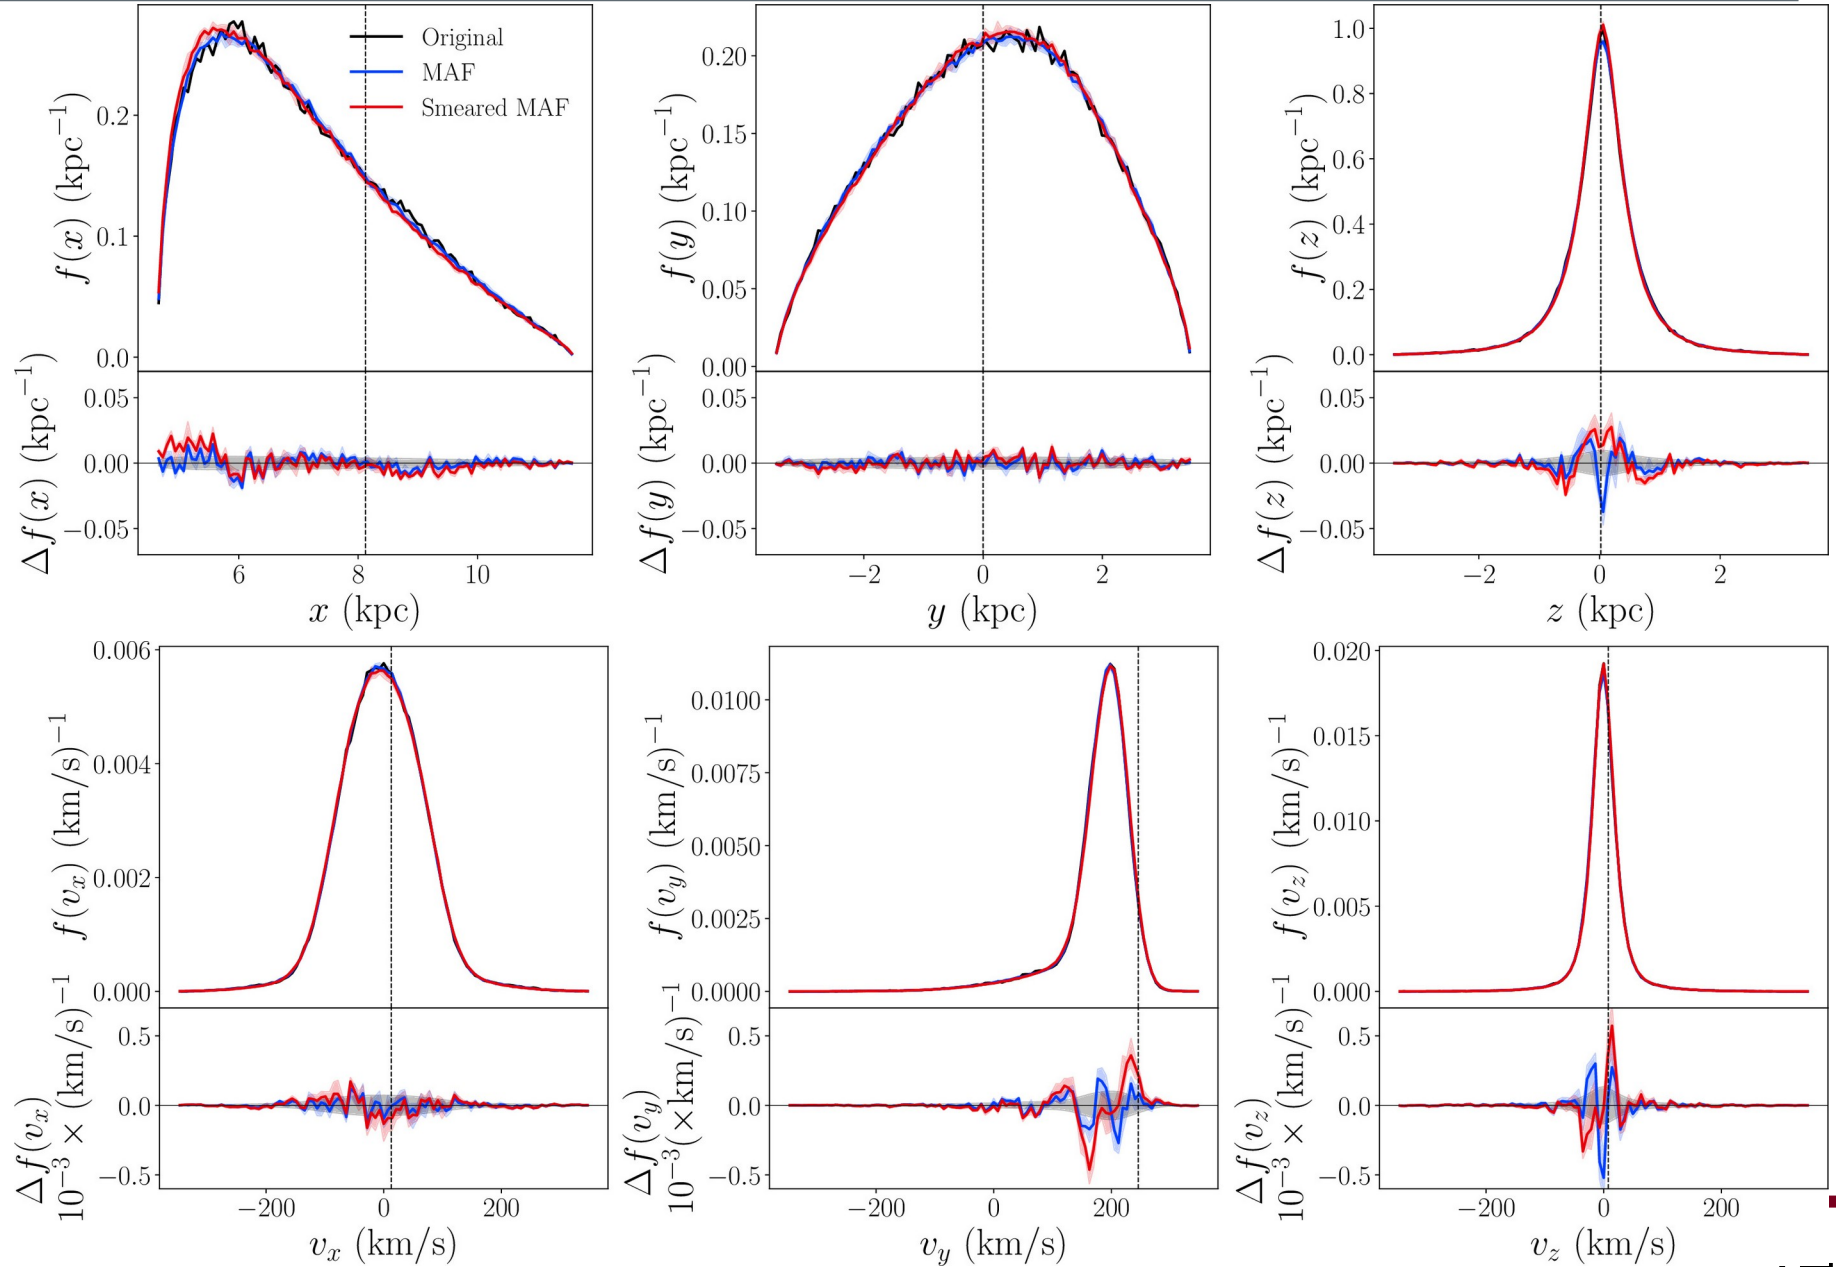 Original
MAF
Smeared MAF
f(x) (kpc⁻¹)
0.2
0.1
0.0
Δf(x) (kpc⁻¹)
0.05
0.00
−0.05
6 8 10
x (kpc)
f(y) (kpc⁻¹)
0.20
0.15
0.10
0.05
0.00
Δf(y) (kpc⁻¹)
0.05
0.00
−0.05
−2 0 2
y (kpc)
f(z) (kpc⁻¹)
1.0
0.8
0.6
0.4
0.2
0.0
Δf(z) (kpc⁻¹)
0.05
0.00
−0.05
−2 0 2
z (kpc)
f(vₓ) (km/s)⁻¹
0.006
0.004
0.002
0.000
Δf(vₓ)
10⁻³ × (km/s)⁻¹
0.5
0.0
−0.5
−200 0 200
vₓ (km/s)
f(v_y) (km/s)⁻¹
0.0100
0.0075
0.0050
0.0025
0.0000
Δf(v_y)
10⁻³(×km/s)⁻¹
0.5
0.0
−0.5
−200 0 200
v_y (km/s)
f(v_z) (km/s)⁻¹
0.020
0.015
0.010
0.005
0.000
Δf(v_z)
10⁻³ × (km/s)⁻¹
0.5
0.0
−0.5
−200 0 200
v_z (km/s)